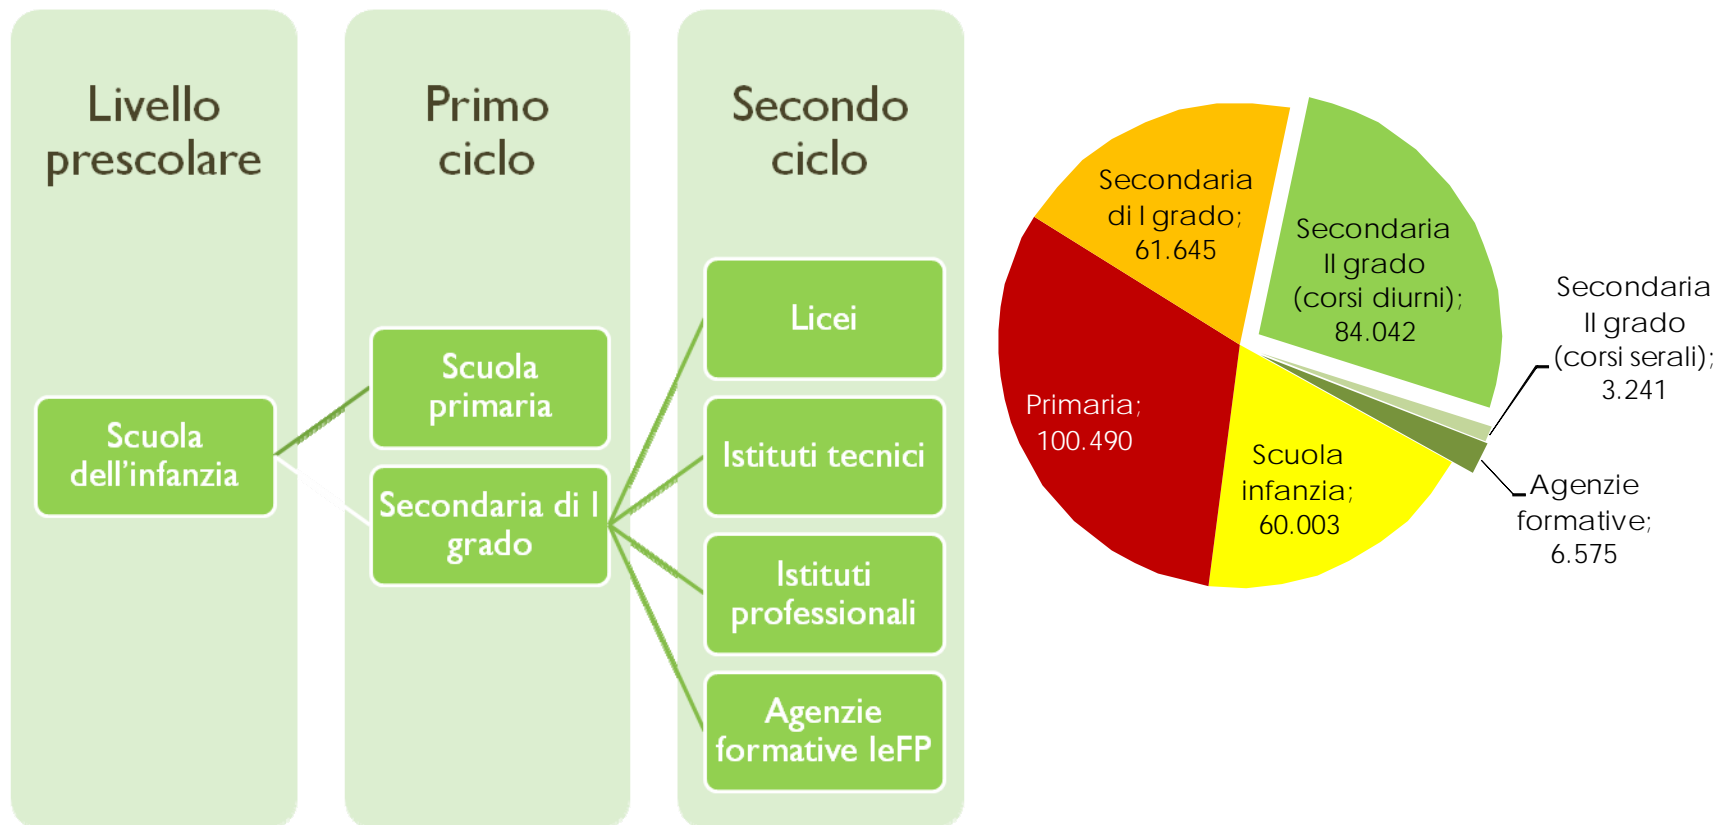 Livello
prescolare
Scuola
dell'infanzia
Primo
ciclo
Scuola
primaria
Secondaria di I
grado
Secondo
ciclo
Licei
Istituti tecnici
Istituti
professionali
Agenzie
formative IeFP
Secondaria
di I grado;
61.645
Secondaria
II grado
(corsi diurni);
84.042
Secondaria
II grado
(corsi serali);
3.241
Primaria;
100.490
Scuola
infanzia;
60.003
Agenzie
formative;
6.575